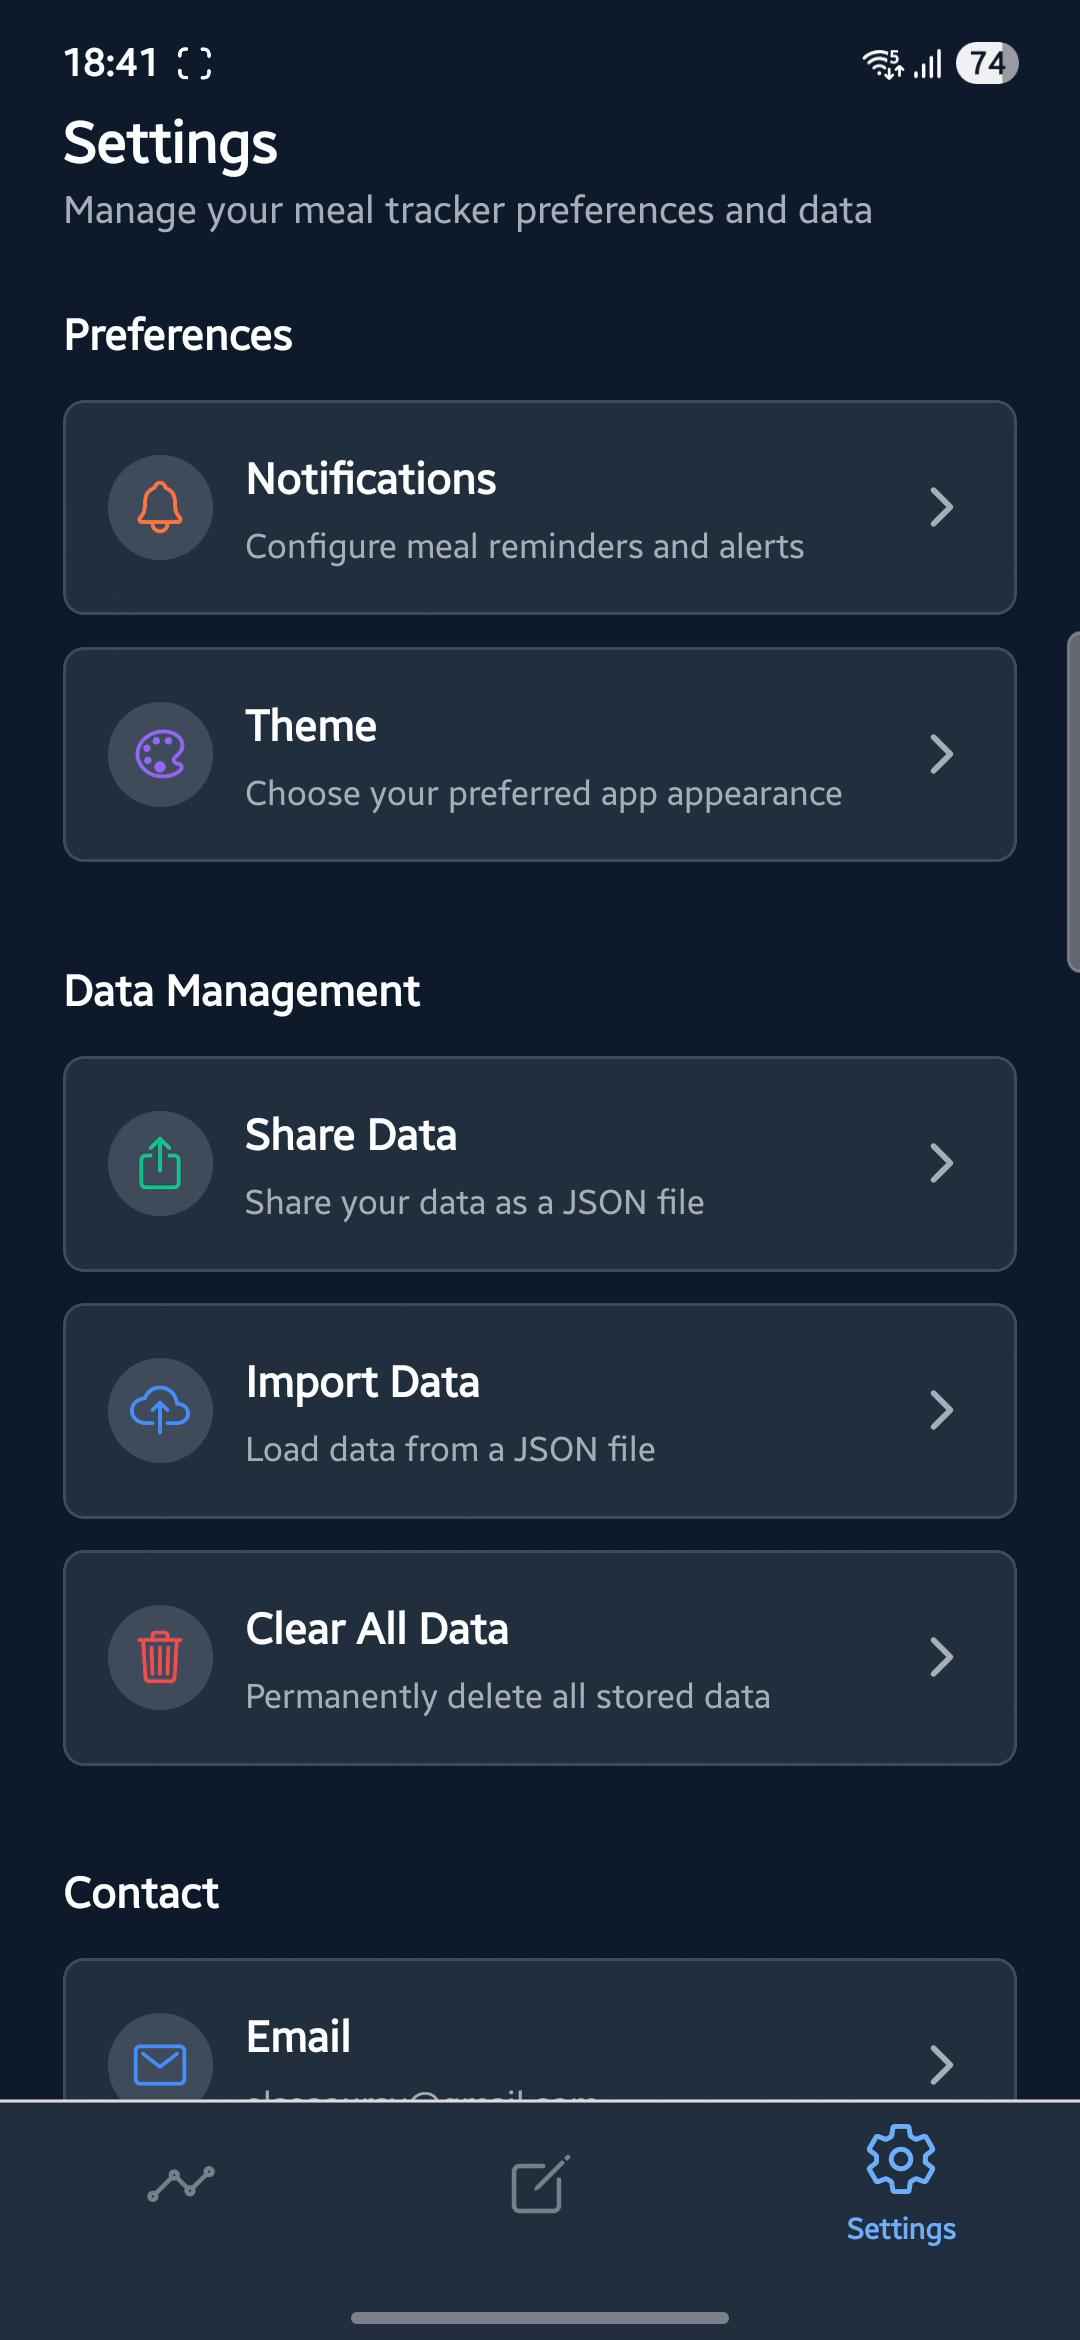 18:41
5
74
Settings
Manage your meal tracker preferences and data
Preferences
Notifications
Configure meal reminders and alerts
Theme
Choose your preferred app appearance
Data Management
Share Data
Share your data as a JSON file
Import Data
Load data from a JSON file
Clear All Data
Permanently delete all stored data
Contact
Email
Settings